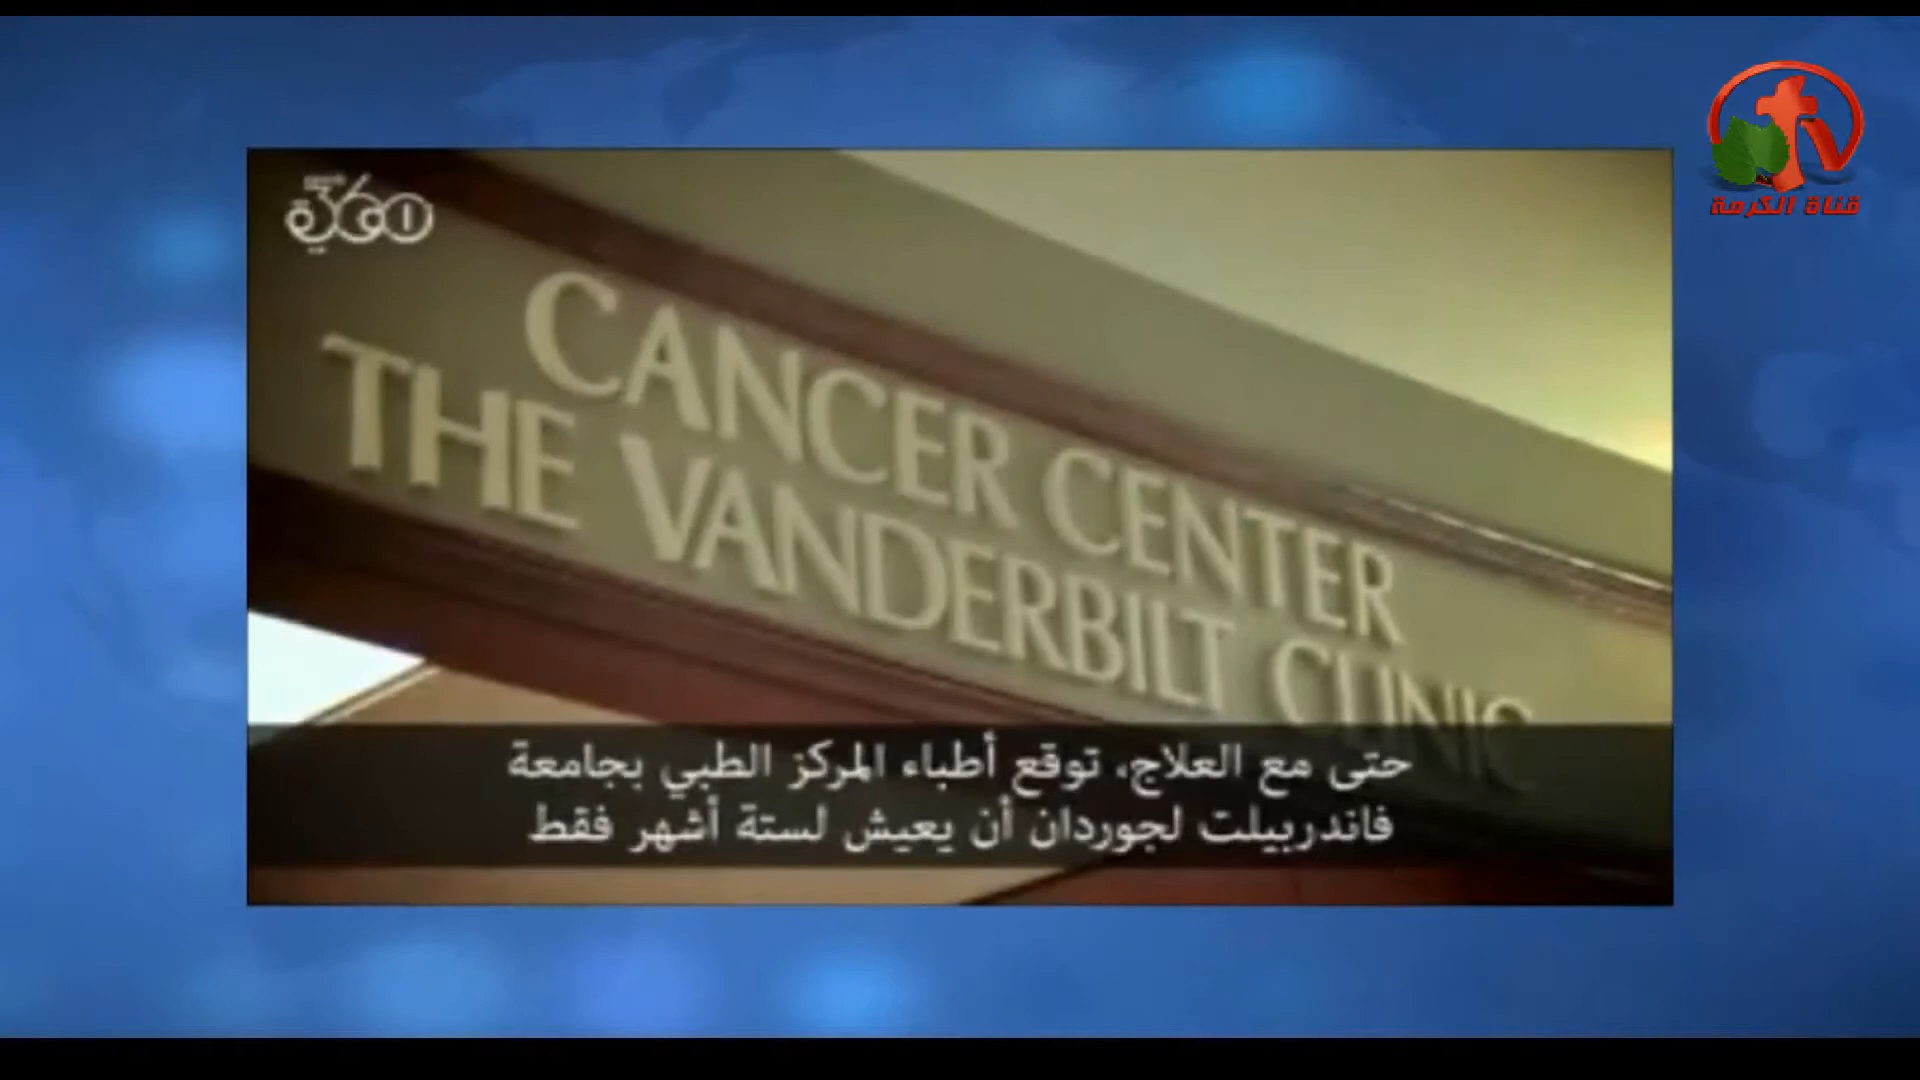 360
قناة الكرمة
CANCER CENTER
THE VANDERBILT CLINIC
حتى مع العلاج، توقع أطباء المركز الطبي بجامعة
فاندربيلت لجوردان أن يعيش لستة أشهر فقط